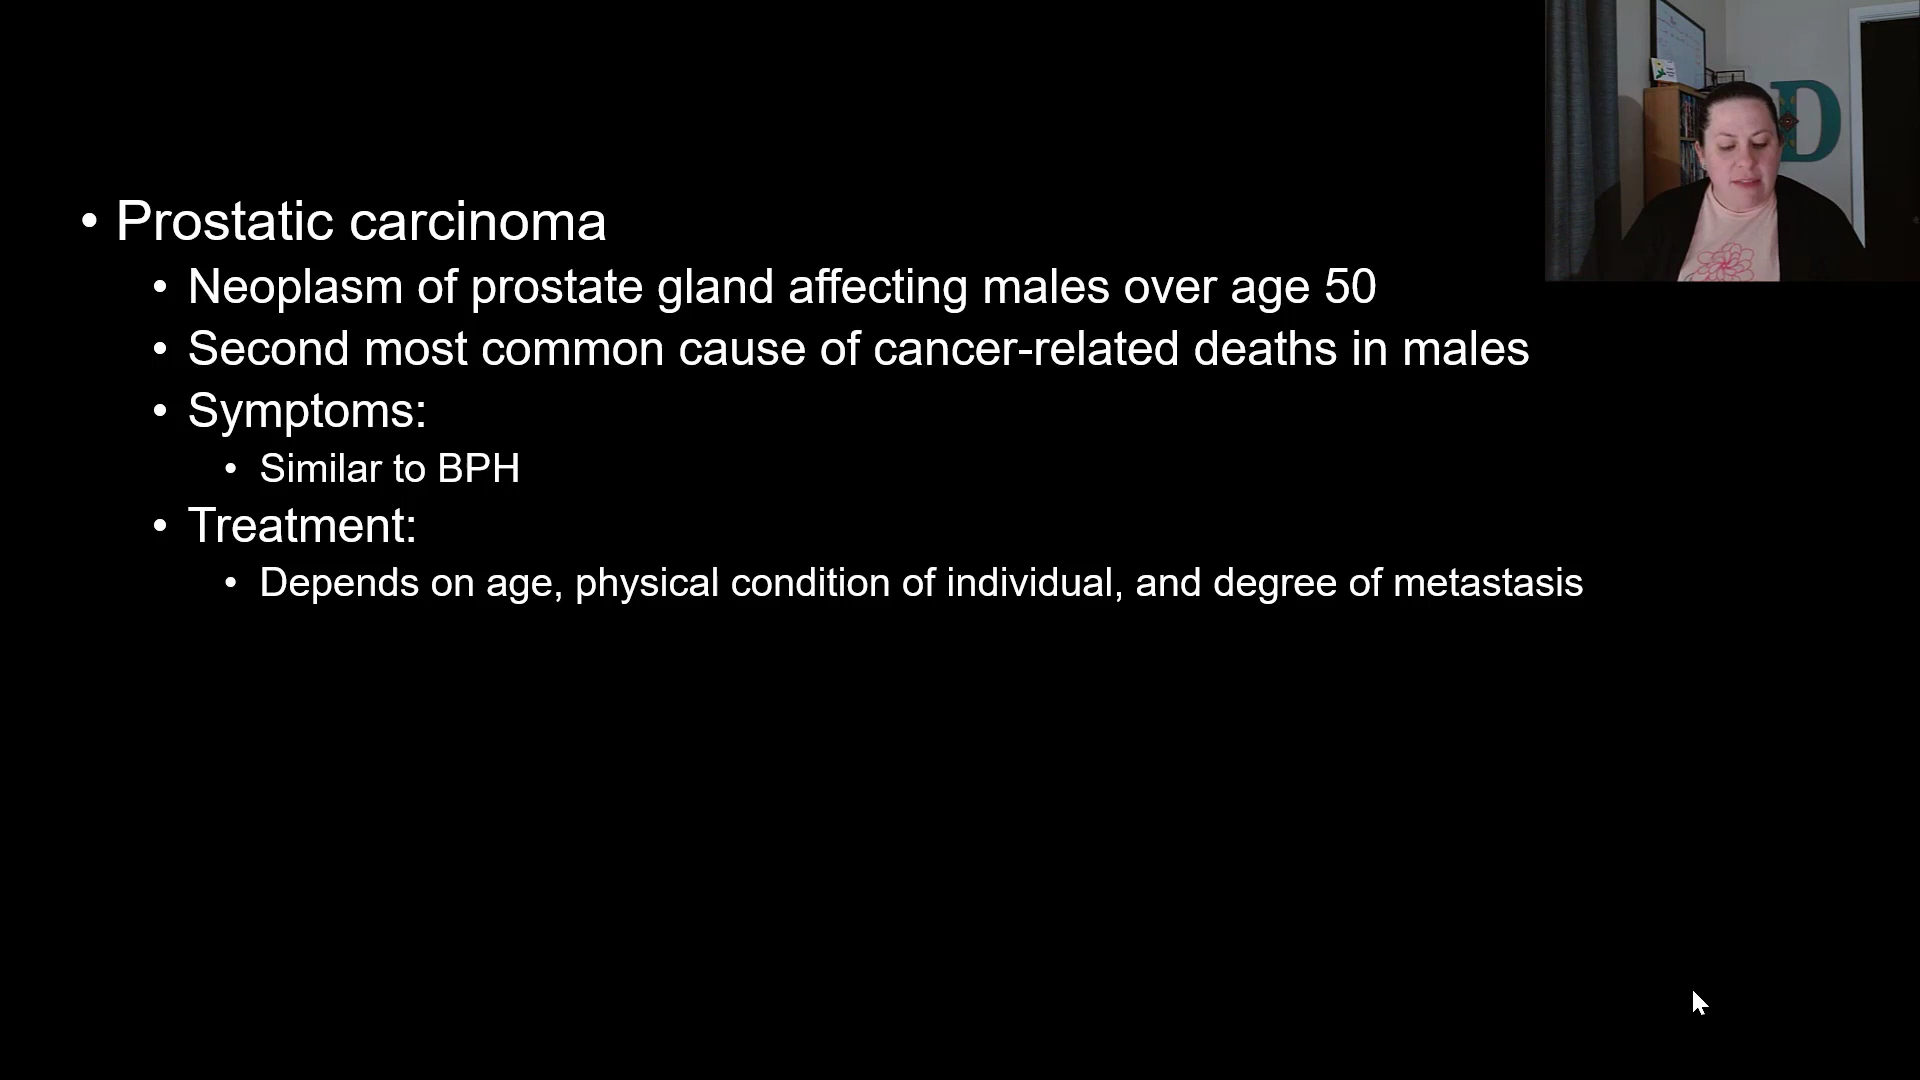 • Prostatic carcinoma
• Neoplasm of prostate gland affecting males over age 50
• Second most common cause of cancer-related deaths in males
• Symptoms:
• Similar to BPH
• Treatment:
• Depends on age, physical condition of individual, and degree of metastasis
D